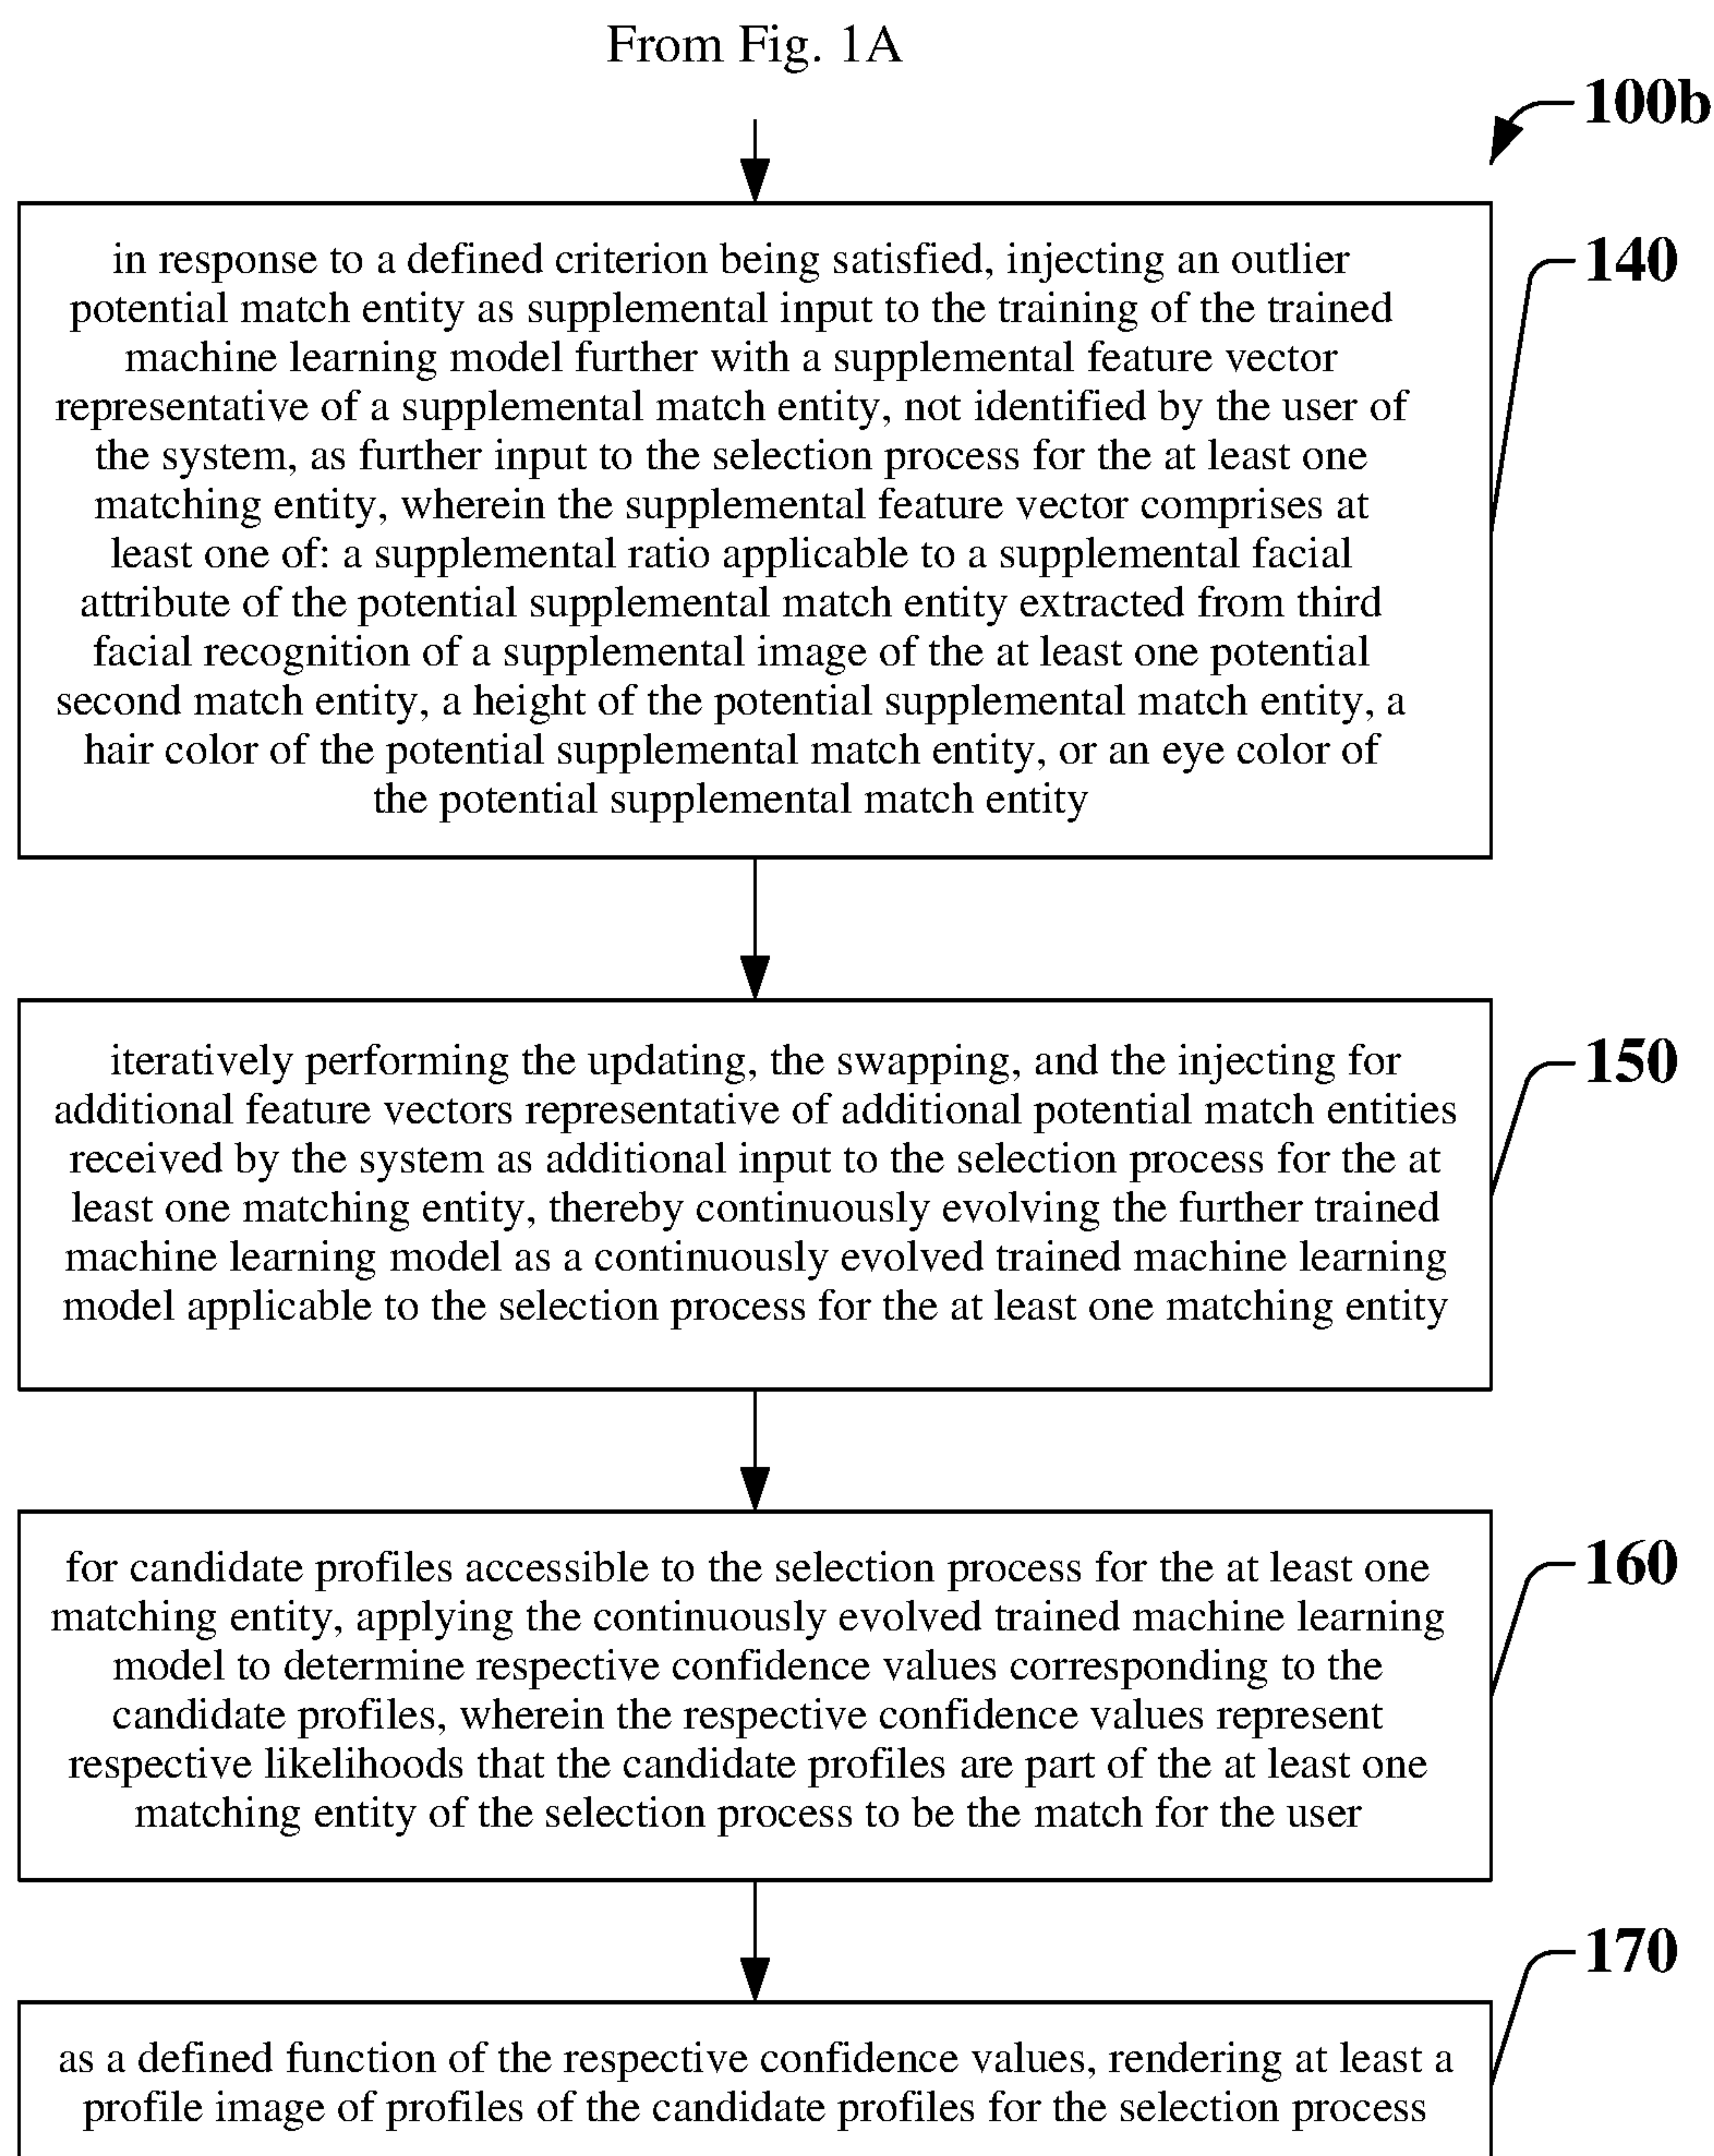 From Fig. 1A
100b
140
in response to a defined criterion being satisfied, injecting an outlier
potential match entity as supplemental input to the training of the trained
machine learning model further with a supplemental feature vector
representative of a supplemental match entity, not identified by the user of
the system, as further input to the selection process for the at least one
matching entity, wherein the supplemental feature vector comprises at
least one of: a supplemental ratio applicable to a supplemental facial
attribute of the potential supplemental match entity extracted from third
facial recognition of a supplemental image of the at least one potential
second match entity, a height of the potential supplemental match entity, a
hair color of the potential supplemental match entity, or an eye color of
the potential supplemental match entity
150
iteratively performing the updating, the swapping, and the injecting for
additional feature vectors representative of additional potential match entities
received by the system as additional input to the selection process for the at
least one matching entity, thereby continuously evolving the further trained
machine learning model as a continuously evolved trained machine learning
model applicable to the selection process for the at least one matching entity
160
for candidate profiles accessible to the selection process for the at least one
matching entity, applying the continuously evolved trained machine learning
model to determine respective confidence values corresponding to the
candidate profiles, wherein the respective confidence values represent
respective likelihoods that the candidate profiles are part of the at least one
matching entity of the selection process to be the match for the user
170
as a defined function of the respective confidence values, rendering at least a
profile image of profiles of the candidate profiles for the selection process